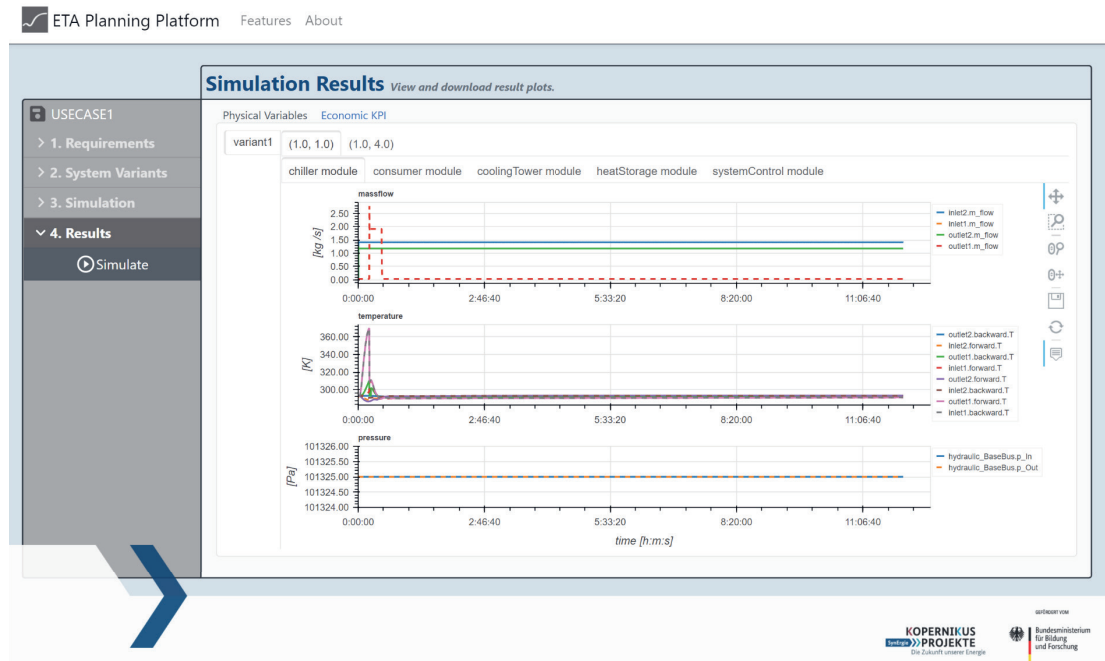 ETA Planning Platform Features About
Simulation Results View and download result plots.
USECASE1
1. Requirements
2. System Variants
3. Simulation
4. Results
Simulate
Physical Variables Economic KPI
variant1 (1.0, 1.0) (1.0, 4.0)
chiller module consumer module coolingTower module heatStorage module systemControl module
massflow
[kg /s]
2.50
2.00
1.50
1.00
0.50
0.00
0:00:00 2:46:40 5:33:20 8:20:00 11:06:40
inlet2.m_flow
inlet1.m_flow
outlet2.m_flow
outlet1.m_flow
temperature
[K]
360.00
340.00
320.00
300.00
0:00:00 2:46:40 5:33:20 8:20:00 11:06:40
outlet2.backward.T
inlet2.forward.T
outlet1.backward.T
inlet1.forward.T
outlet2.forward.T
inlet2.backward.T
outlet1.forward.T
inlet1.backward.T
pressure
[Pa]
101326.00
101325.50
101325.00
101324.50
101324.00
0:00:00 2:46:40 5:33:20 8:20:00 11:06:40
time [h:m:s]
hydraulic_BaseBus.p_In
hydraulic_BaseBus.p_Out
KOPERNIKUS
SynErgie PROJEKTE
Die Zukunft unserer Energie
GEFÖRDERT VOM
Bundesministerium
für Bildung
und Forschung